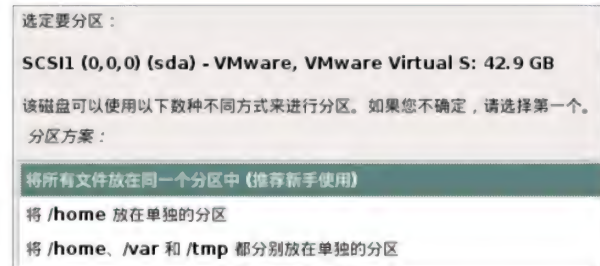 选定要分区：
SCSI1 (0,0,0) (sda) - VMware, VMware Virtual S: 42.9 GB
该磁盘可以使用以下数种不同方式来进行分区。如果您不确定，请选择第一个。
分区方案：
将所有文件放在同一个分区中 (推荐新手使用)
将 /home 放在单独的分区
将 /home、/var 和 /tmp 都分别放在单独的分区